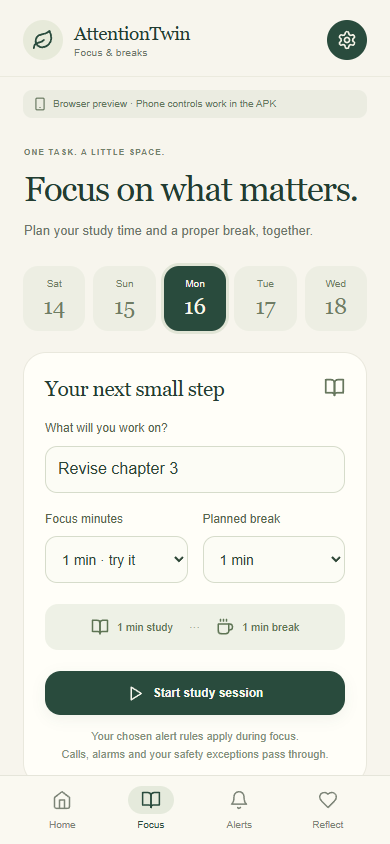 AttentionTwin
Focus & breaks
Browser preview · Phone controls work in the APK
ONE TASK. A LITTLE SPACE.
Focus on what matters.
Plan your study time and a proper break, together.
Sat Sun Mon Tue Wed
14 15 16 17 18
Your next small step
What will you work on?
Revise chapter 3
Focus minutes Planned break
1 min · try it 1 min
1 min study ··· 1 min break
Start study session
Your chosen alert rules apply during focus.
Calls, alarms and your safety exceptions pass through.
Home Focus Alerts Reflect